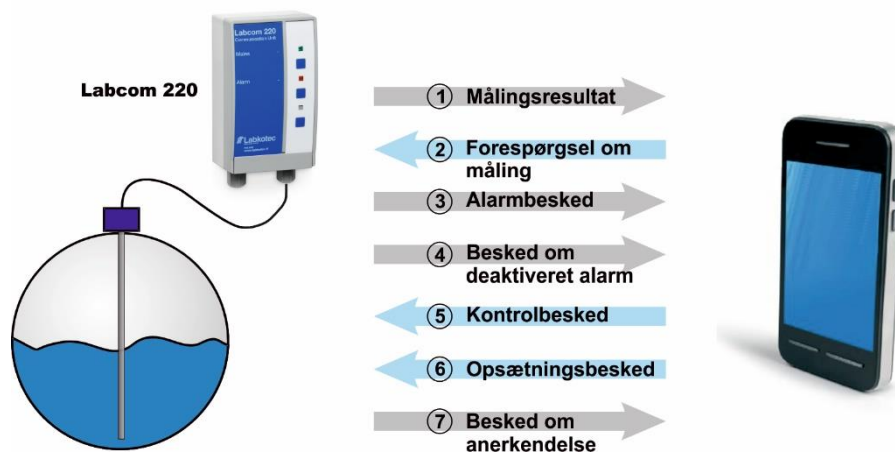 Labcom 220
Alarm
Labkotec
Labcom 220
1 Målingsresultat
2 Forespørgsel om
måling
3 Alarmbesked
4 Besked om
deaktiveret alarm
5 Kontrolbesked
6 Opsætningsbesked
7 Besked om
anerkendelse